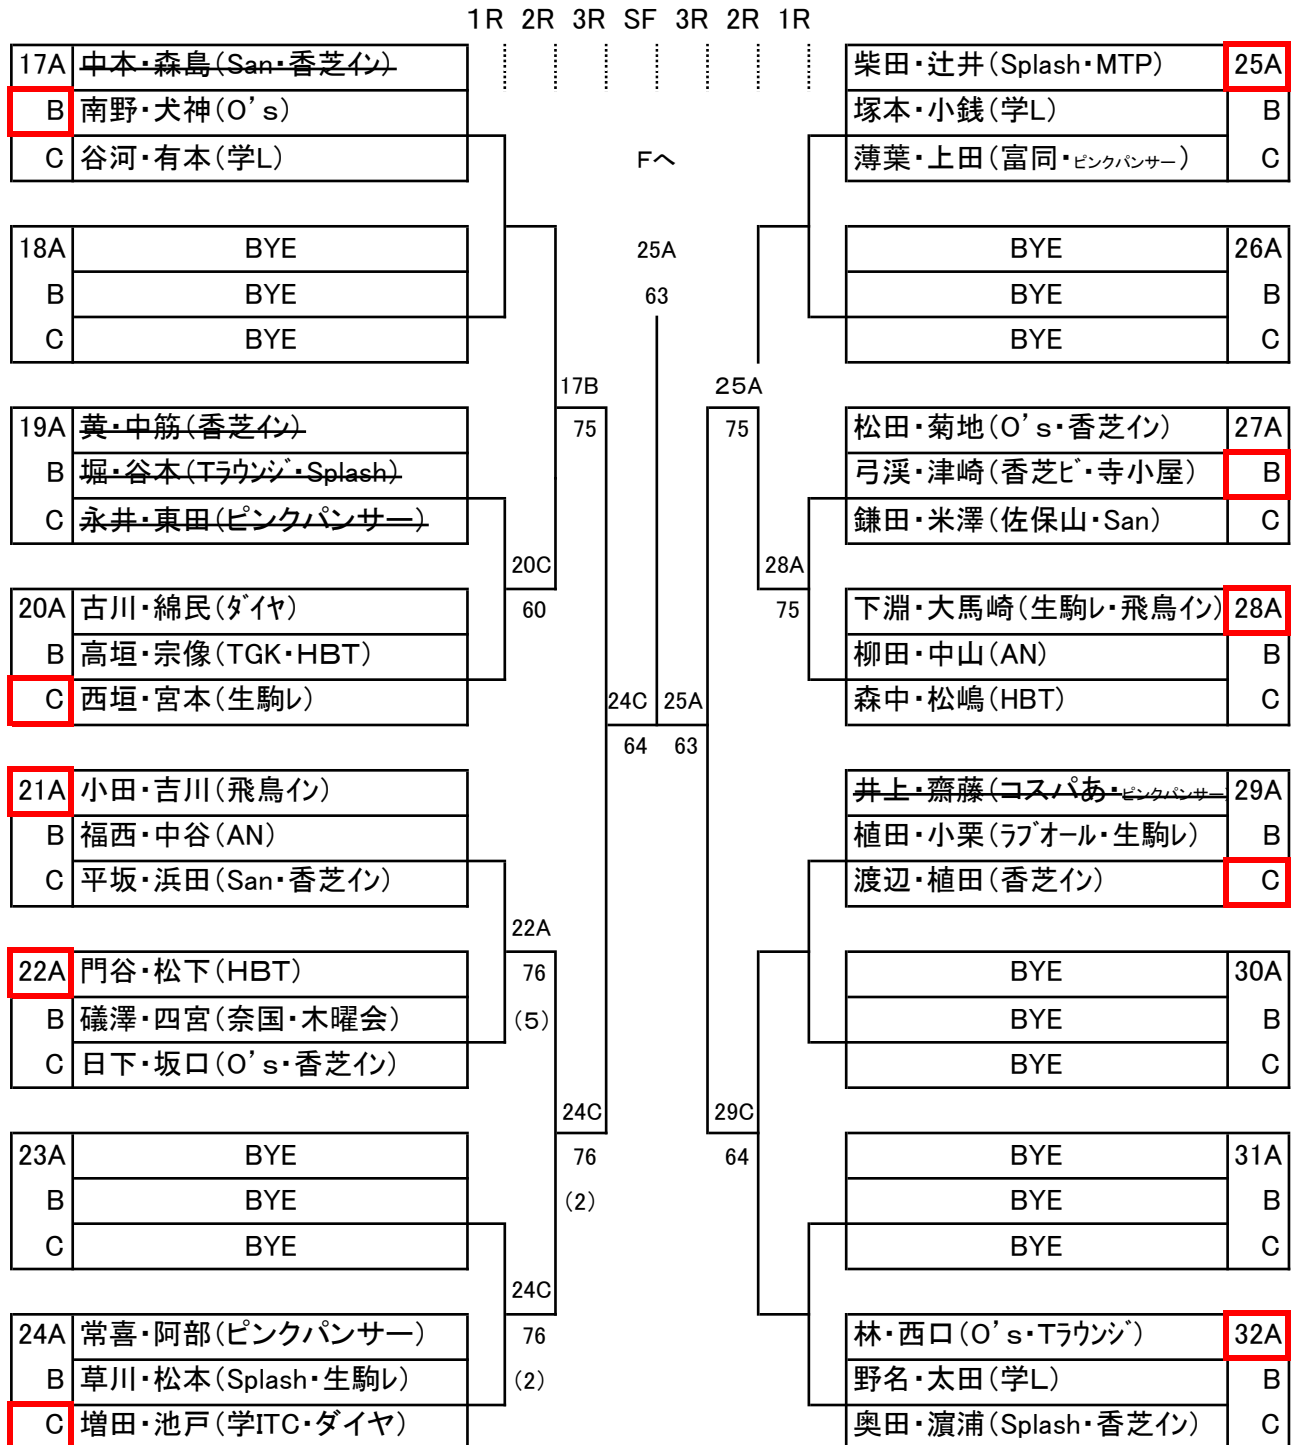 1R 2R 3R SF 3R 2R 1R
17A 中本・森島(San・香芝イン)
B 南野・犬神(O's)
C 谷河・有本(学L)
18A BYE
B BYE
C BYE
19A 黄・中筋(香芝イン)
B 堀・谷本(Tラウンジ・Splash)
C 永井・東田(ピンクパンサー)
20A 古川・綿民(ダイヤ)
B 高垣・宗像(TGK・HBT)
C 西垣・宮本(生駒レ)
21A 小田・吉川(飛鳥イン)
B 福西・中谷(AN)
C 平坂・浜田(San・香芝イン)
22A 門谷・松下(HBT)
B 礒澤・四宮(奈国・木曜会)
C 日下・坂口(O's・香芝イン)
23A BYE
B BYE
C BYE
24A 常喜・阿部(ピンクパンサー)
B 草川・松本(Splash・生駒レ)
C 増田・池戸(学ITC・ダイヤ)
20C
60
22A
76
(5)
24C
76
(2)
17B
75
24C
76
(2)
24C
64
Fへ
25A
63
25A
63
25A
75
29C
64
28A
75
柴田・辻井(Splash・MTP) 25A
塚本・小銭(学L) B
薄葉・上田(富同・ピンクパンサー) C
BYE 26A
BYE B
BYE C
松田・菊地(O's・香芝イン) 27A
弓渓・津崎(香芝ビ・寺小屋) B
鎌田・米澤(佐保山・San) C
下淵・大馬崎(生駒レ・飛鳥イン) 28A
柳田・中山(AN) B
森中・松嶋(HBT) C
井上・齋藤(コスパあ・ピンクパンサー) 29A
植田・小栗(ラブオール・生駒レ) B
渡辺・植田(香芝イン) C
BYE 30A
BYE B
BYE C
BYE 31A
BYE B
BYE C
林・西口(O's・Tラウンジ) 32A
野名・太田(学L) B
奥田・濵浦(Splash・香芝イン) C